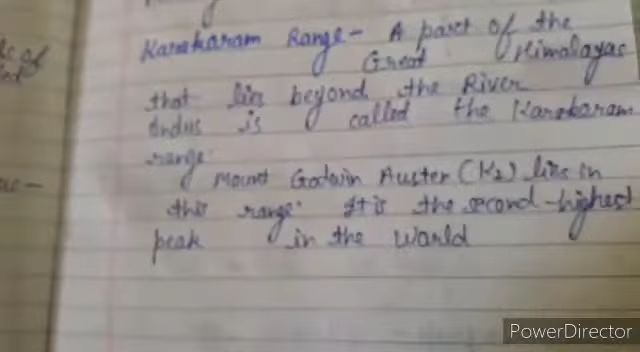 Karakaram Range - A part of the
Great Himalayas
that lies beyond the River
Indus is called the Karakaram
range.
Mount Godwin Auster (K2) lies in
this range. It is the second-highest
peak in the world
PowerDirector